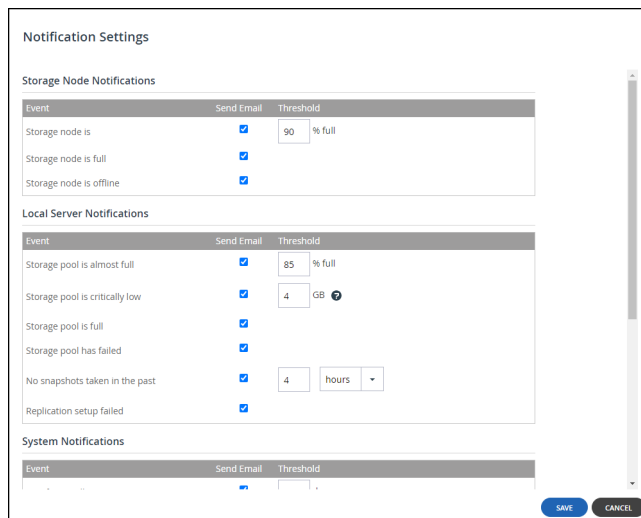 Notification Settings
Storage Node Notifications
Event Send Email Threshold
Storage node is 90 % full
Storage node is full
Storage node is offline
Local Server Notifications
Event Send Email Threshold
Storage pool is almost full 85 % full
Storage pool is critically low 4 GB ?
Storage pool is full
Storage pool has failed
No snapshots taken in the past 4 hours
Replication setup failed
System Notifications
Event Send Email Threshold
SAVE CANCEL